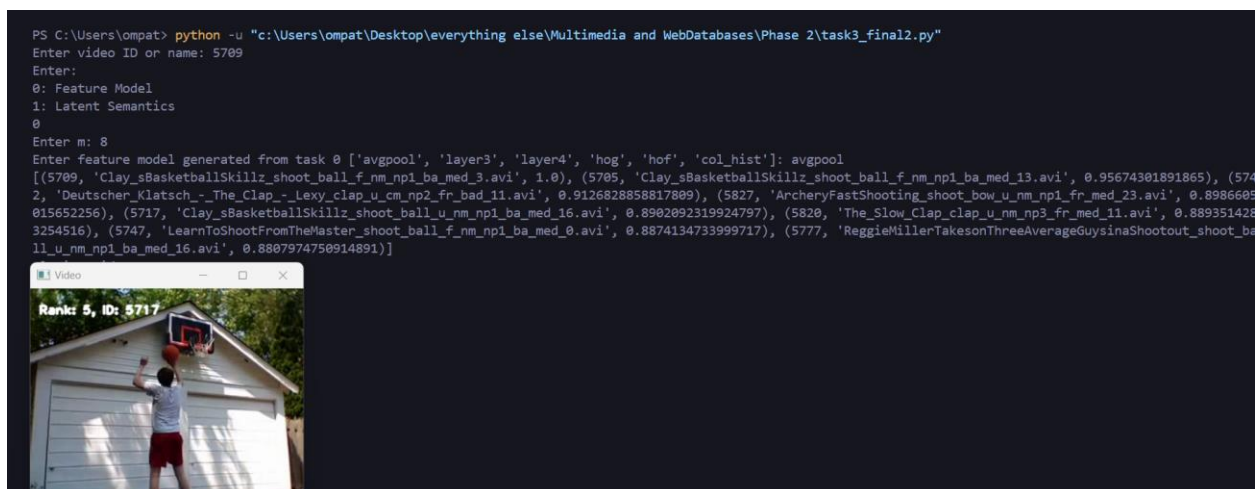 PS C:\Users\ompat> python -u "c:\Users\ompat\Desktop\everything else\Multimedia and WebDatabases\Phase 2\task3_final2.py"
Enter video ID or name: 5709
Enter:
0: Feature Model
1: Latent Semantics
0
Enter m: 8
Enter feature model generated from task 0 ['avgpool', 'layer3', 'layer4', 'hog', 'hof', 'col_hist']: avgpool
[(5709, 'Clay_sBasketballSkillz_shoot_ball_f_nm_np1_ba_med_3.avi', 1.0), (5705, 'Clay_sBasketballSkillz_shoot_ball_f_nm_np1_ba_med_13.avi', 0.95674301891865), (574
2, 'Deutscher_Klatsch_-_The_Clap_-_Lexy_clap_u_cm_np2_fr_bad_11.avi', 0.9126828858817809), (5827, 'ArcheryFastShooting_shoot_bow_u_nm_np1_fr_med_23.avi', 0.8986605
015652256), (5717, 'Clay_sBasketballSkillz_shoot_ball_u_nm_np1_ba_med_16.avi', 0.8902092319924797), (5820, 'The_Slow_Clap_clap_u_nm_np3_fr_med_11.avi', 0.889351428
3254516), (5747, 'LearnToShootFromTheMaster_shoot_ball_f_nm_np1_ba_med_0.avi', 0.8874134733999717), (5777, 'ReggieMillerTakesonThreeAverageGuysinaShootout_shoot_ba
ll_u_nm_np1_ba_med_16.avi', 0.8807974750914891)]
Video
Rank: 5, ID: 5717